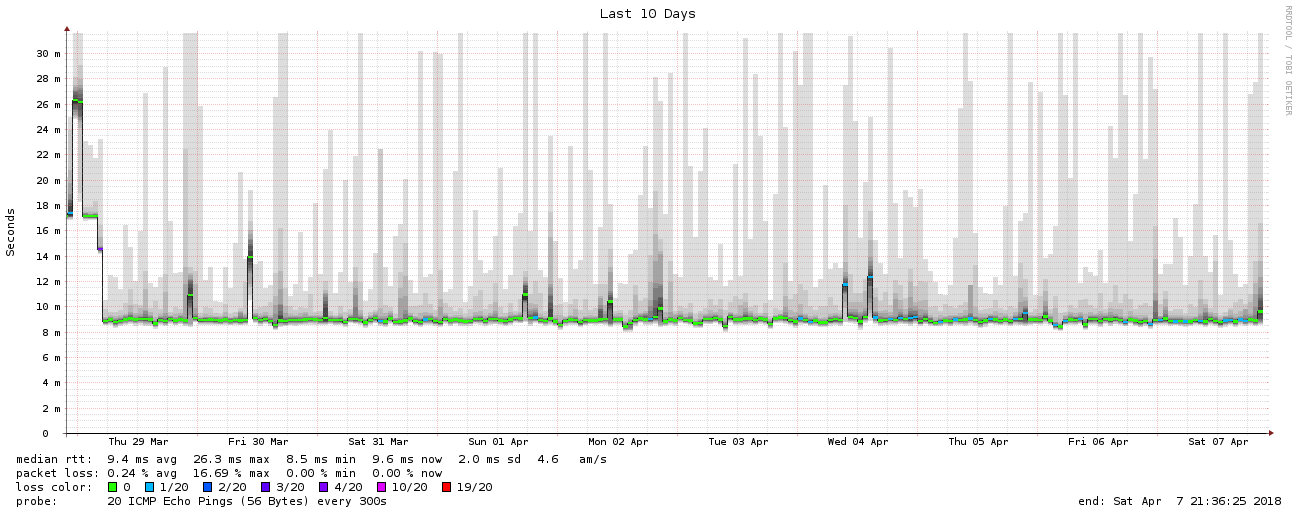 Last 10 Days
RRDTOOL / TOBI OETIKER
Seconds
30 m
28 m
26 m
24 m
22 m
20 m
18 m
16 m
14 m
12 m
10 m
8 m
6 m
4 m
2 m
0
Thu 29 Mar Fri 30 Mar Sat 31 Mar Sun 01 Apr Mon 02 Apr Tue 03 Apr Wed 04 Apr Thu 05 Apr Fri 06 Apr Sat 07 Apr
median rtt: 9.4 ms avg 26.3 ms max 8.5 ms min 9.6 ms now 2.0 ms sd 4.6 am/s
packet loss: 0.24 % avg 16.69 % max 0.00 % min 0.00 % now
loss color: 0 1/20 2/20 3/20 4/20 10/20 19/20
probe: 20 ICMP Echo Pings (56 Bytes) every 300s end: Sat Apr 7 21:36:25 2018